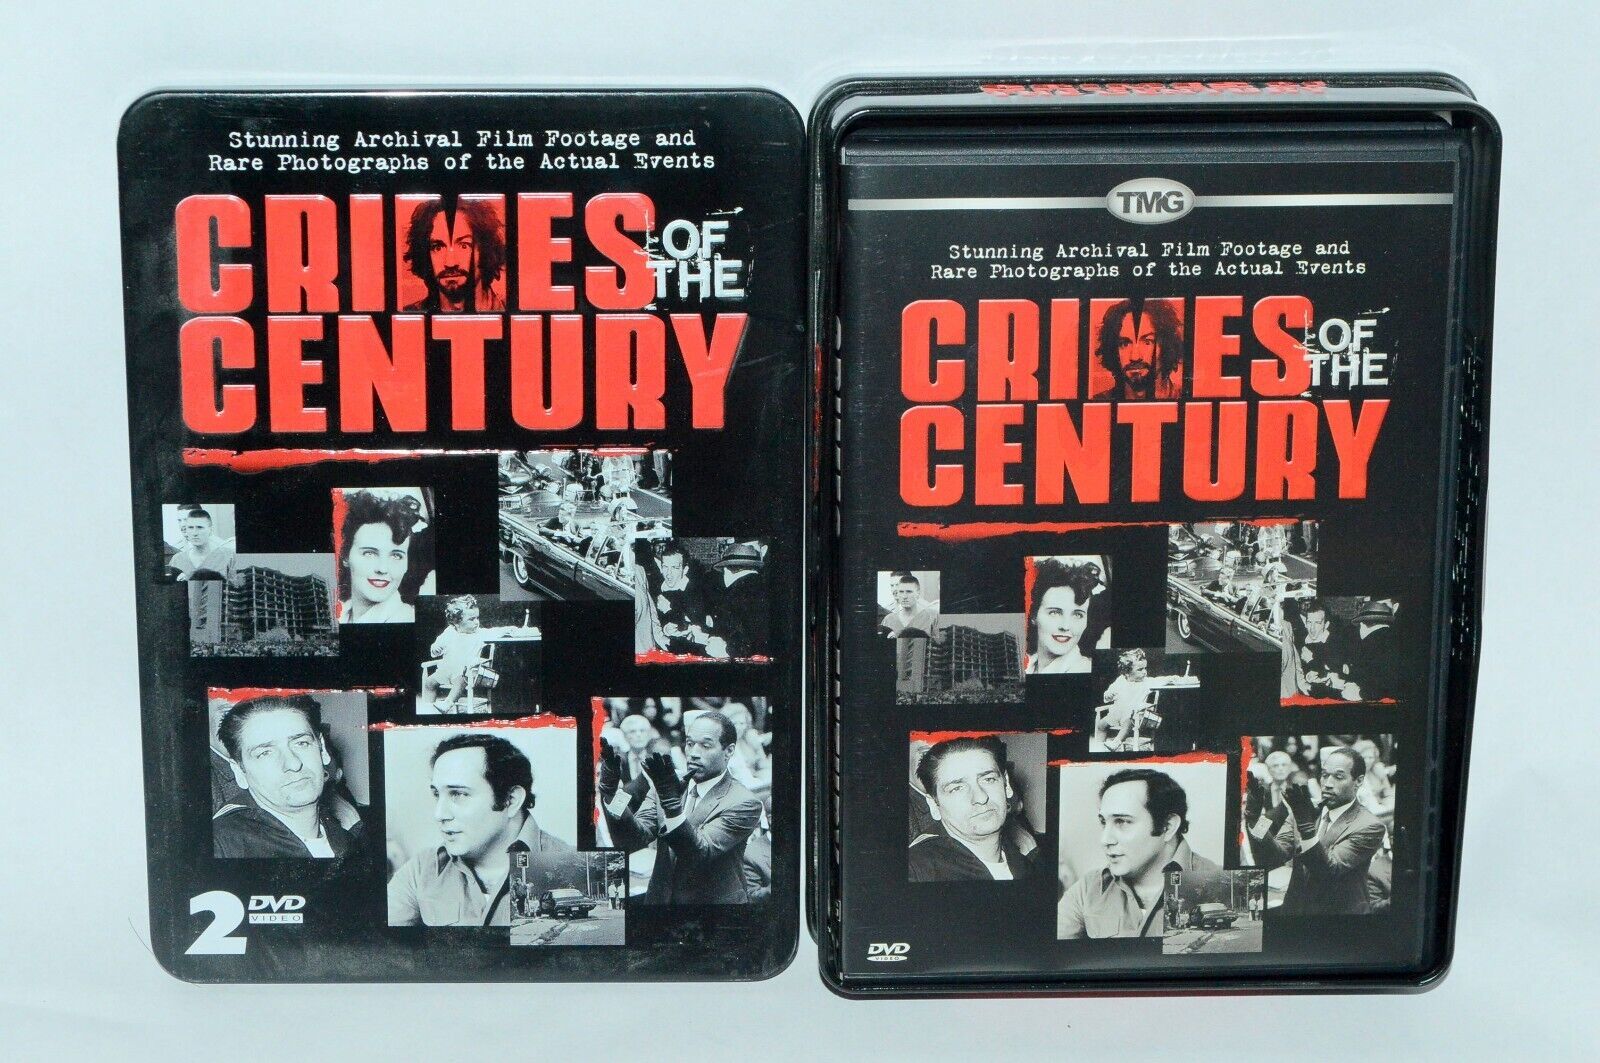 Stunning Archival Film Footage and
Rare Photographs of the Actual Events
CRIMES
OF
THE
CENTURY
2 DVD
VIDEO
TMG
Stunning Archival Film Footage and
Rare Photographs of the Actual Events
CRIMES
OF
THE
CENTURY
DVD
VIDEO